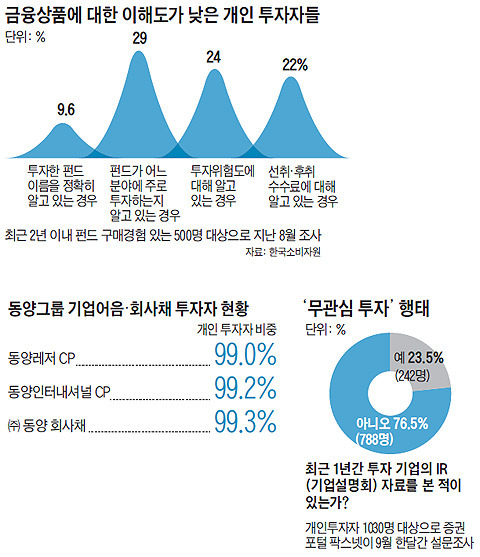 금융상품에 대한 이해도가 낮은 개인 투자자들
단위: %
9.6
29
24
22%
투자한 펀드
이름을 정확히
알고 있는 경우
펀드가 어느
분야에 주로
투자하는지
알고 있는 경우
투자위험도에
대해 알고
있는 경우
선취·후취
수수료에 대해
알고 있는 경우
최근 2년 이내 펀드 구매경험 있는 500명 대상으로 지난 8월 조사
자료: 한국소비자원
동양그룹 기업어음·회사채 투자자 현황
개인 투자자 비중
동양레저 CP 99.0%
동양인터내셔널 CP 99.2%
㈜ 동양 회사채 99.3%
'무관심 투자' 행태
단위: %
예 23.5%
(242명)
아니오 76.5%
(788명)
최근 1년간 투자 기업의 IR
(기업설명회) 자료를 본 적이
있는가?
개인투자자 1030명 대상으로 증권
포털 팍스넷이 9월 한달간 설문조사